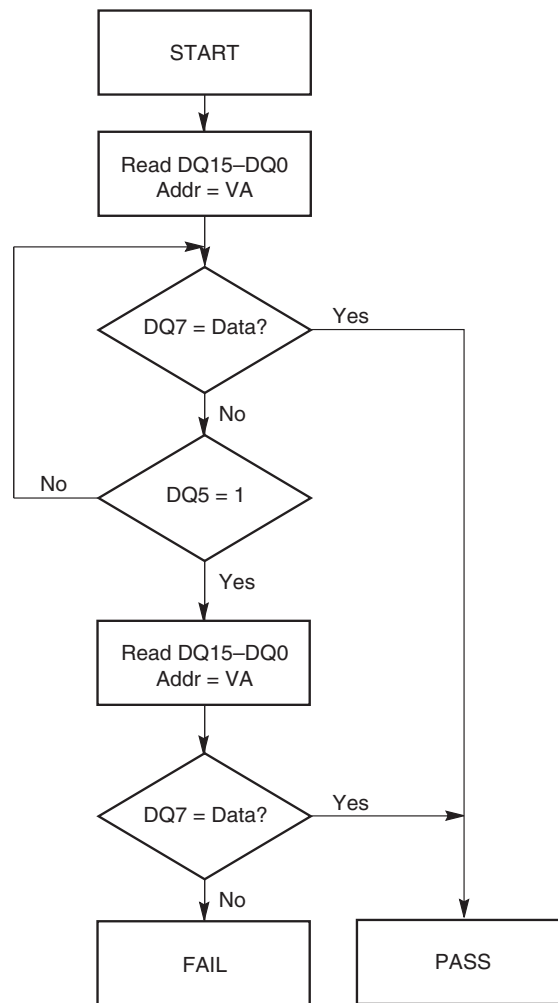 START
Read DQ15–DQ0
Addr = VA
DQ7 = Data?
Yes
No
No
DQ5 = 1
Yes
Read DQ15–DQ0
Addr = VA
DQ7 = Data?
Yes
No
FAIL
PASS